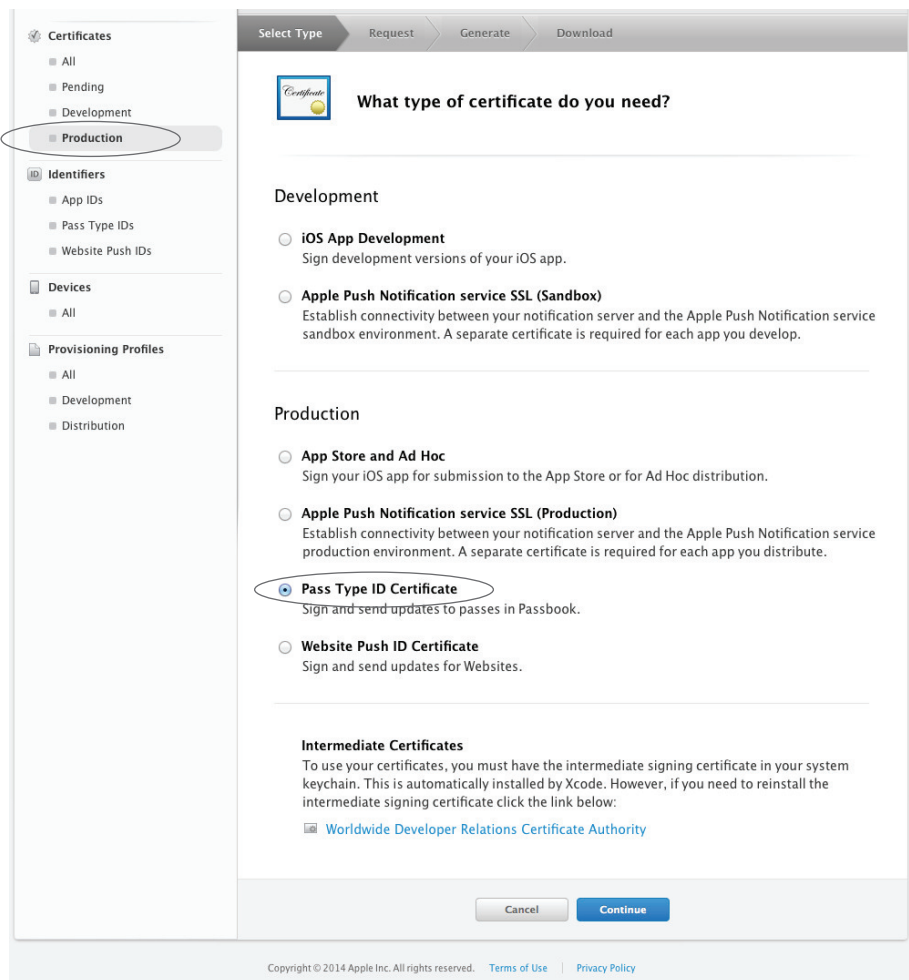 Certificates
All
Pending
Development
Production
ID Identifiers
App IDs
Pass Type IDs
Website Push IDs
Devices
All
Provisioning Profiles
All
Development
Distribution
Select Type Request Generate Download
Certificate
What type of certificate do you need?
Development
iOS App Development
Sign development versions of your iOS app.
Apple Push Notification service SSL (Sandbox)
Establish connectivity between your notification server and the Apple Push Notification service
sandbox environment. A separate certificate is required for each app you develop.
Production
App Store and Ad Hoc
Sign your iOS app for submission to the App Store or for Ad Hoc distribution.
Apple Push Notification service SSL (Production)
Establish connectivity between your notification server and the Apple Push Notification service
production environment. A separate certificate is required for each app you distribute.
Pass Type ID Certificate
Sign and send updates to passes in Passbook.
Website Push ID Certificate
Sign and send updates for Websites.
Intermediate Certificates
To use your certificates, you must have the intermediate signing certificate in your system
keychain. This is automatically installed by Xcode. However, if you need to reinstall the
intermediate signing certificate click the link below:
Worldwide Developer Relations Certificate Authority
Cancel Continue
Copyright © 2014 Apple Inc. All rights reserved. Terms of Use | Privacy Policy